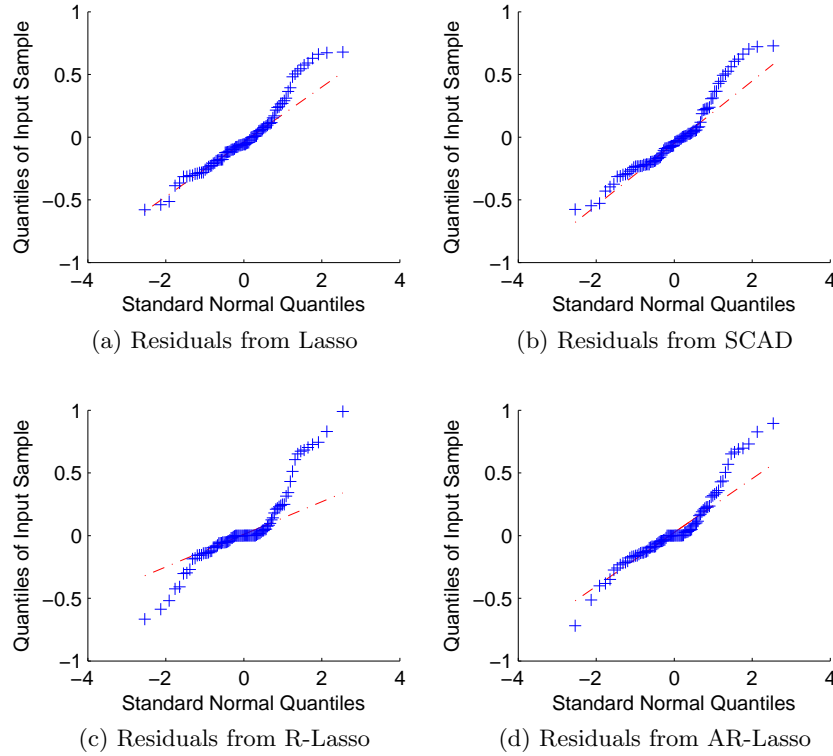 1
0.5
0
−0.5
−1
−4 −2 0 2 4
Quantiles of Input Sample
Standard Normal Quantiles
(a) Residuals from Lasso
1
0.5
0
−0.5
−1
−4 −2 0 2 4
Quantiles of Input Sample
Standard Normal Quantiles
(b) Residuals from SCAD
1
0.5
0
−0.5
−1
−4 −2 0 2 4
Quantiles of Input Sample
Standard Normal Quantiles
(c) Residuals from R-Lasso
1
0.5
0
−0.5
−1
−4 −2 0 2 4
Quantiles of Input Sample
Standard Normal Quantiles
(d) Residuals from AR-Lasso